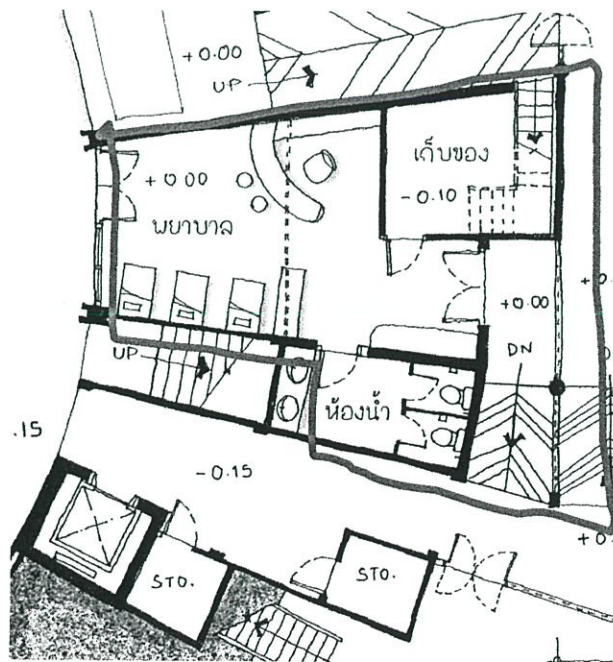 +0.00
UP
เก็บของ
+0.00
-0.10
พยาบาล
+0.00
UP
DN
ห้องน้ำ
.15
-0.15
STO.
STO.